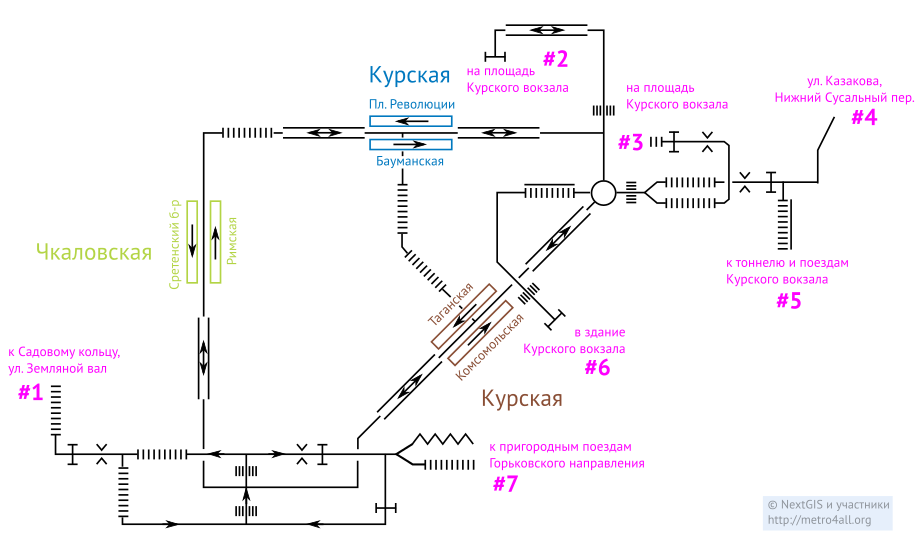 #2
на площадь
Курского вокзала
Курская
Пл. Революции
Бауманская
на площадь
Курского вокзала
#3
ул. Казакова,
Нижний Сусальный пер.
#4
Чкаловская
Сретенский б-р
Римская
к тоннелю и поездам
Курского вокзала
#5
Таганская
Комсомольская
Курская
в здание
Курского вокзала
#6
к Садовому кольцу,
ул. Земляной вал
#1
к пригородным поездам
Горьковского направления
#7
© NextGIS и участники
http://metro4all.org